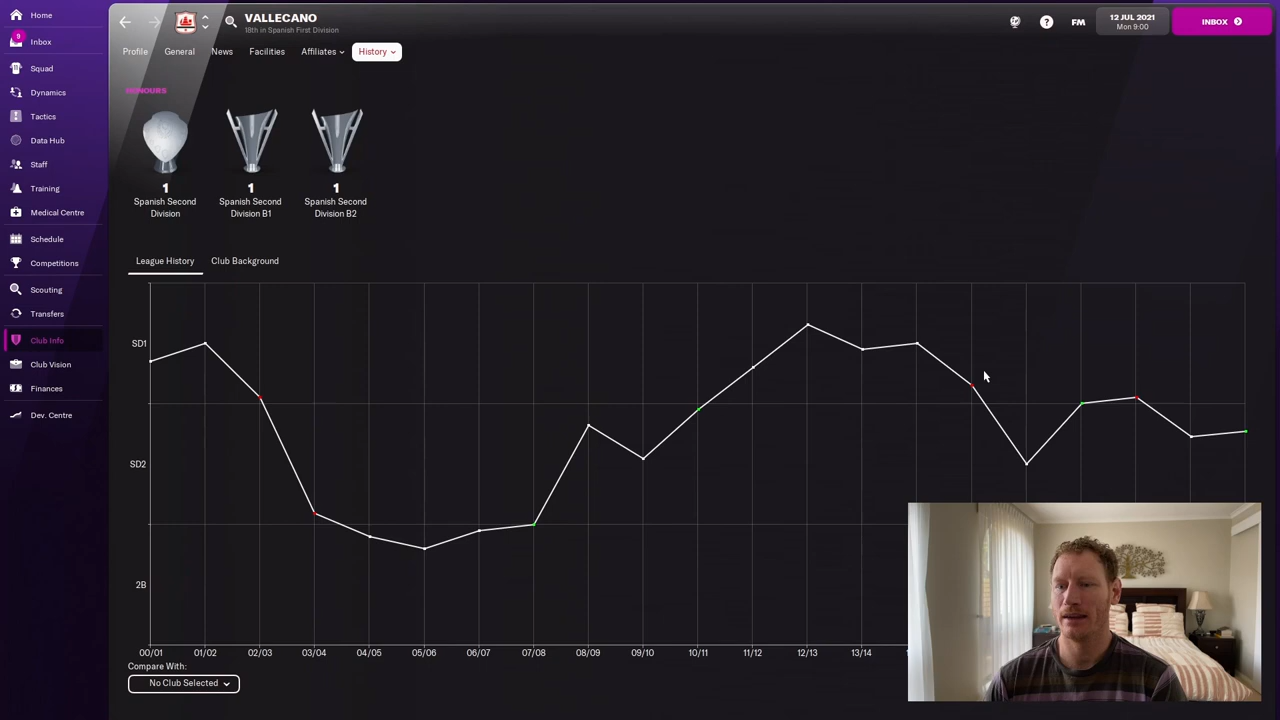 Home
9
Inbox
Squad
Dynamics
Tactics
Data Hub
Staff
Training
Medical Centre
Schedule
Competitions
Scouting
Transfers
Club Info
Club Vision
Finances
Dev. Centre
VALLECANO
18th in Spanish First Division
?
FM
12 JUL 2021
Mon 9:00
INBOX
Profile
General
News
Facilities
Affiliates
History
HONOURS
1
Spanish Second
Division
1
Spanish Second
Division B1
1
Spanish Second
Division B2
League History
Club Background
SD1
SD2
2B
00/01 01/02 02/03 03/04 04/05 05/06 06/07 07/08 08/09 09/10 10/11 11/12 12/13 13/14
Compare With:
No Club Selected